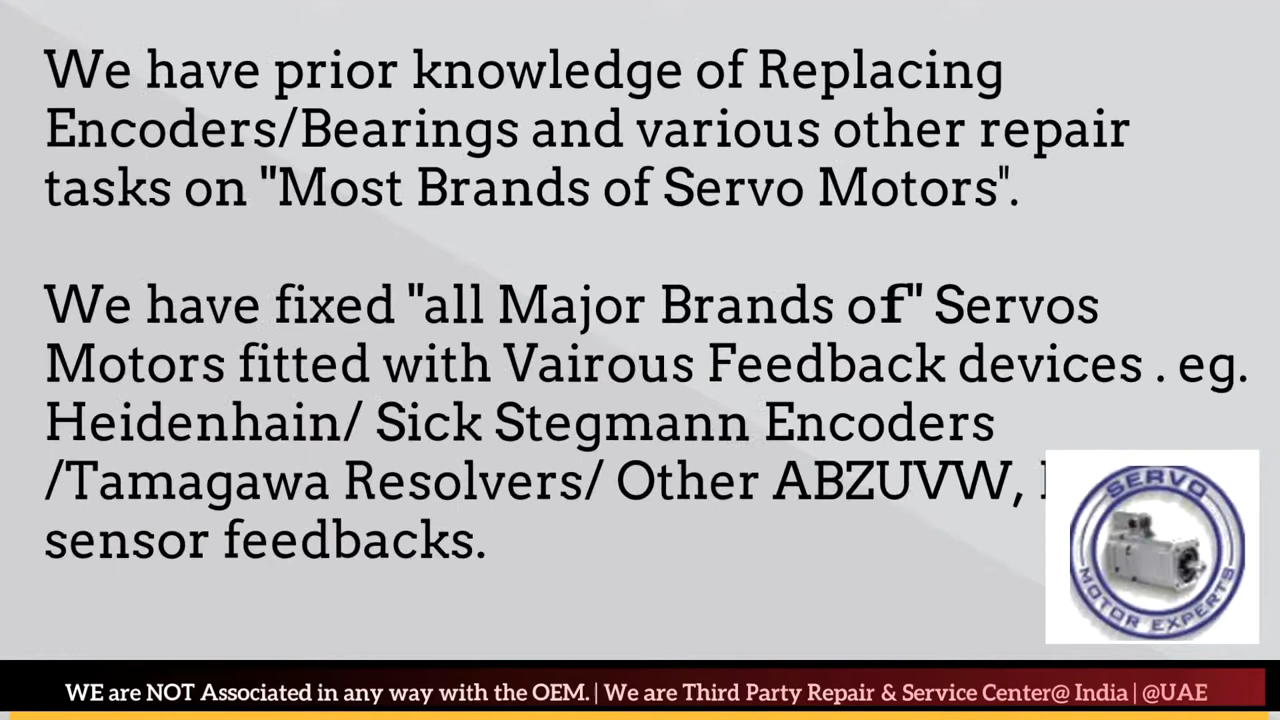 We have prior knowledge of Replacing
Encoders/Bearings and various other repair
tasks on "Most Brands of Servo Motors".
We have fixed "all Major Brands of" Servos
Motors fitted with Vairous Feedback devices . eg.
Heidenhain/ Sick Stegmann Encoders
/Tamagawa Resolvers/ Other ABZUVW,
sensor feedbacks.
SERVO
MOTOR EXPERTS
WE are NOT Associated in any way with the OEM. | We are Third Party Repair & Service Center@ India | @UAE